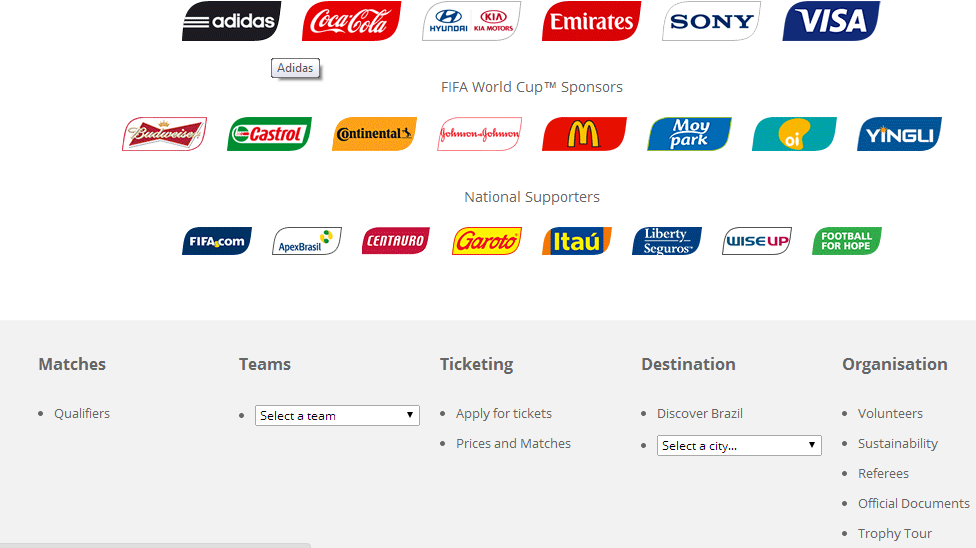 adidas
Coca-Cola
HYUNDAI
KIA
KIA MOTORS
Emirates
SONY
VISA
Adidas
FIFA World Cup™ Sponsors
Budweiser
Castrol
Continental
Johnson & Johnson
Moy park
oi
YINGLI
National Supporters
FIFA.com
ApexBrasil
CENTAURO
Garoto
Itaú
Liberty Seguros
WISE UP
FOOTBALL FOR HOPE
Matches
Teams
Ticketing
Destination
Organisation
Qualifiers
Select a team
Apply for tickets
Discover Brazil
Volunteers
Prices and Matches
Select a city...
Sustainability
Referees
Official Documents
Trophy Tour